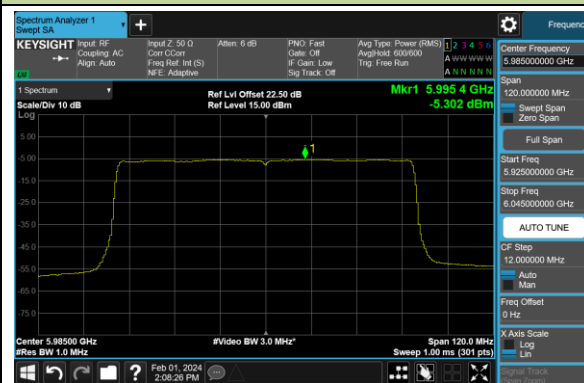 Spectrum Analyzer 1
Swept SA
Frequency
KEYSIGHT
Input: RF
Coupling: AC
Align: Auto
Input Z: 50 Ω
Corr CCorr
Freq Ref: Int (S)
NFE: Adaptive
Atten: 6 dB
PNO: Fast
Gate: Off
IF Gain: Low
Sig Track: Off
Avg Type: Power (RMS)
Avg|Hold: 600/600
Trig: Free Run
1 2 3 4 5 6
A W W W W W
A N N N N N
LXI
1 Spectrum
Scale/Div 10 dB
Ref Lvl Offset 22.50 dB
Ref Level 15.00 dBm
Mkr1 5.995 4 GHz
-5.302 dBm
Log
5.00
-5.00
-15.0
-25.0
-35.0
-45.0
-55.0
-65.0
-75.0
1
Center 5.98500 GHz
#Res BW 1.0 MHz
#Video BW 3.0 MHz*
Span 120.0 MHz
Sweep 1.00 ms (301 pts)
Center Frequency
5.985000000 GHz
Span
120.000000 MHz
Swept Span
Zero Span
Full Span
Start Freq
5.925000000 GHz
Stop Freq
6.045000000 GHz
AUTO TUNE
CF Step
12.000000 MHz
Auto
Man
Freq Offset
0 Hz
X Axis Scale
Log
Lin
Signal Track
Feb 01, 2024
2:08:26 PM
?